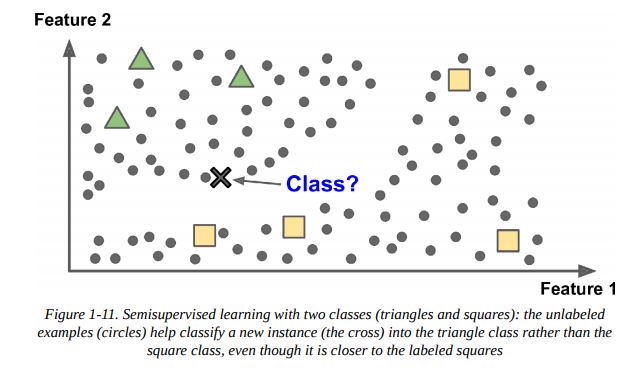 Feature 2
Class?
Feature 1
Figure 1-11. Semisupervised learning with two classes (triangles and squares): the unlabeled
examples (circles) help classify a new instance (the cross) into the triangle class rather than the
square class, even though it is closer to the labeled squares